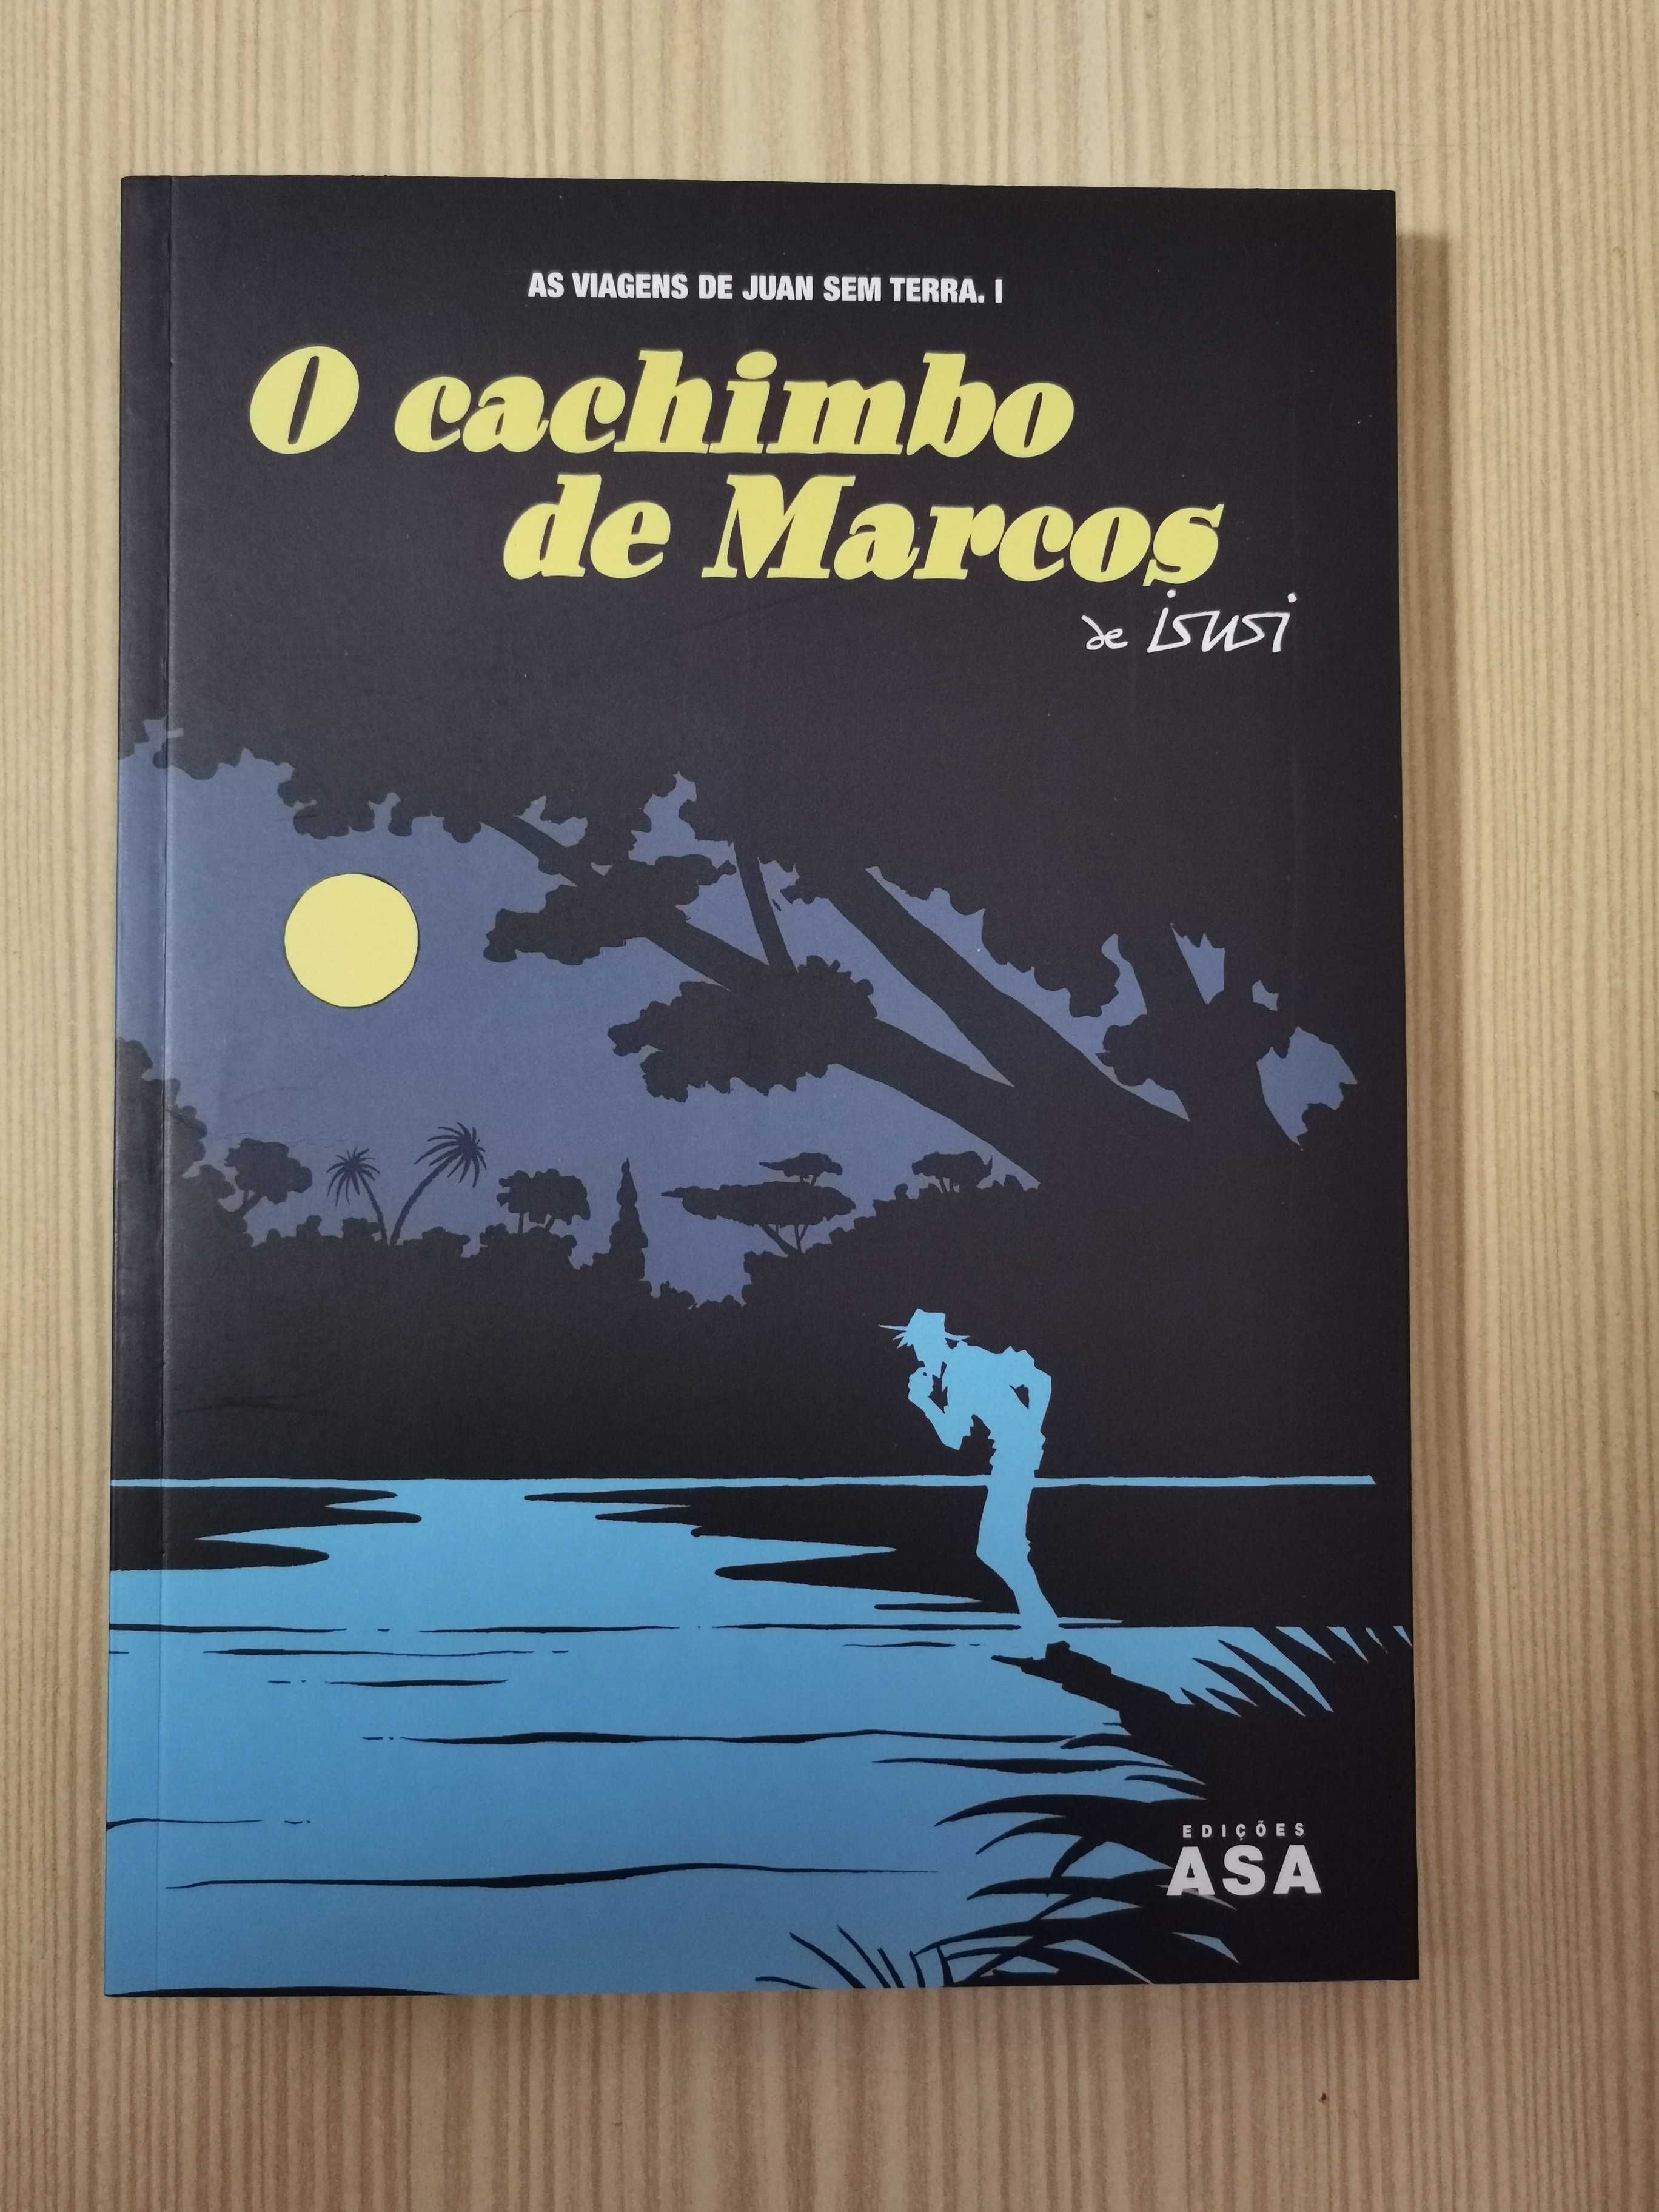 AS VIAGENS DE JUAN SEM TERRA. I
O cachimbo
de Marcos
de isusi
EDIÇÕES
ASA